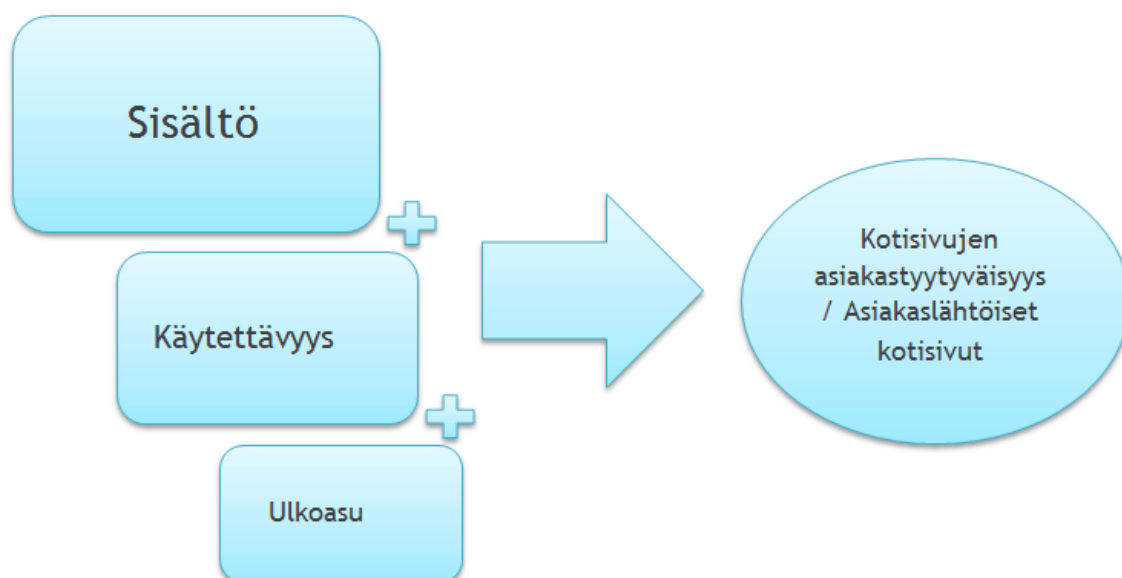 Sisältö
Käytettävyys
Ulkoasu
Kotisivujen
asiakastyytyväisyys
/ Asiakaslähtöiset
kotisivut